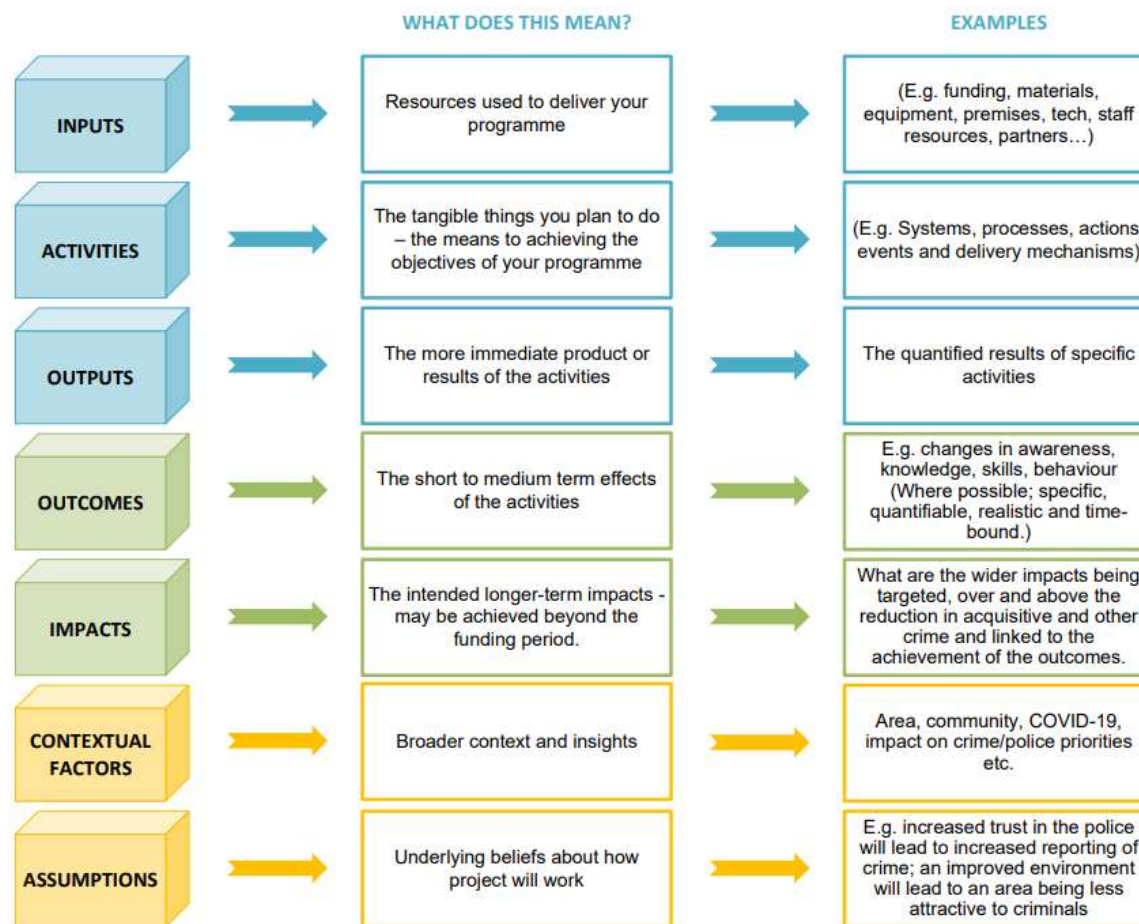 WHAT DOES THIS MEAN?
EXAMPLES
INPUTS
Resources used to deliver your
programme
(E.g. funding, materials,
equipment, premises, tech, staff
resources, partners…)
ACTIVITIES
The tangible things you plan to do
– the means to achieving the
objectives of your programme
(E.g. Systems, processes, actions
events and delivery mechanisms)
OUTPUTS
The more immediate product or
results of the activities
The quantified results of specific
activities
OUTCOMES
The short to medium term effects
of the activities
E.g. changes in awareness,
knowledge, skills, behaviour
(Where possible; specific,
quantifiable, realistic and time-
bound.)
IMPACTS
The intended longer-term impacts -
may be achieved beyond the
funding period.
What are the wider impacts being
targeted, over and above the
reduction in acquisitive and other
crime and linked to the
achievement of the outcomes.
CONTEXTUAL
FACTORS
Broader context and insights
Area, community, COVID-19,
impact on crime/police priorities
etc.
ASSUMPTIONS
Underlying beliefs about how
project will work
E.g. increased trust in the police
will lead to increased reporting of
crime; an improved environment
will lead to an area being less
attractive to criminals